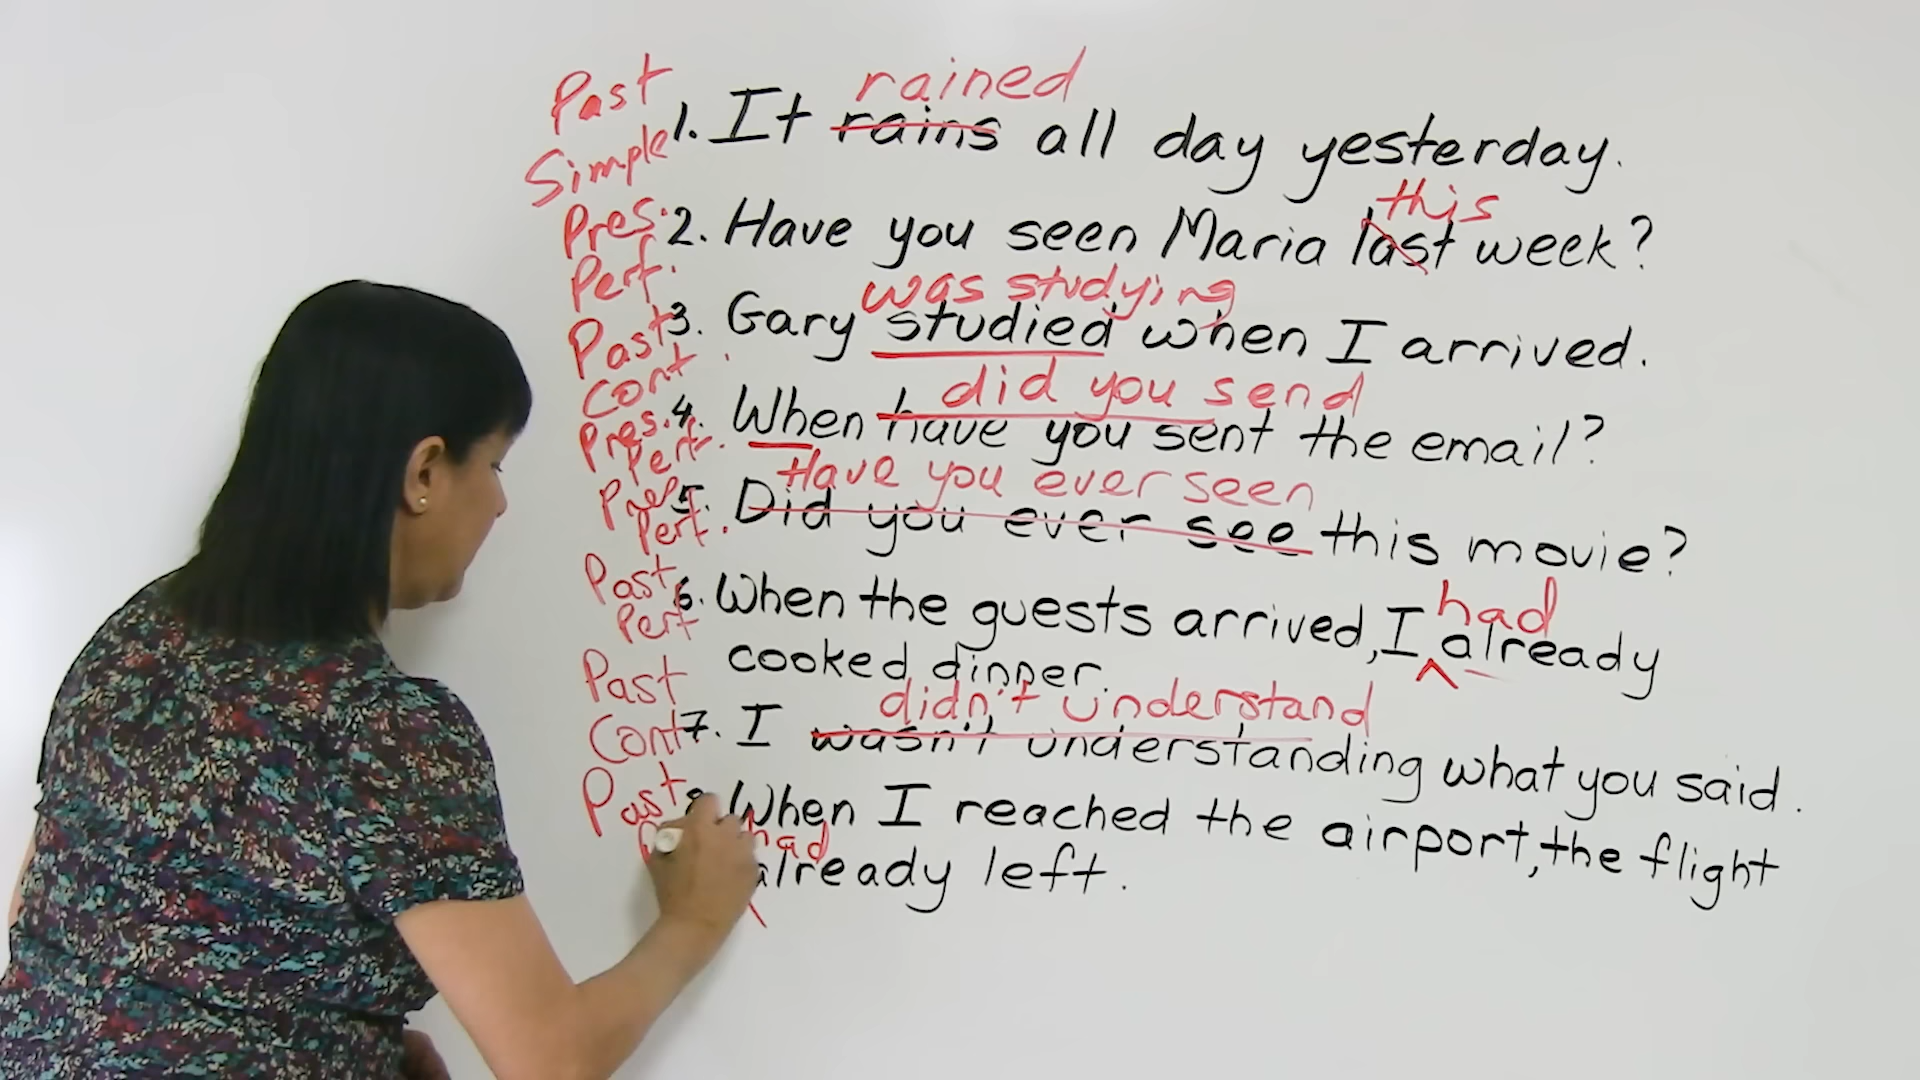 rained
Past 1. It rains all day yesterday.
Simple
this
Pres. 2. Have you seen Maria last week?
Perf.
was studying
Past 3. Gary studied when I arrived.
Cont.
did you send
Pres. 4. When have you sent the email?
Perf.
Have you ever seen
Pres 5. Did you ever see this movie?
Perf.
had
Past 6. When the guests arrived, I already
Perf cooked dinner.
didn't understand
Past
Cont 7. I wasn't understanding what you said.
Past When I reached the airport, the flight
had
already left.